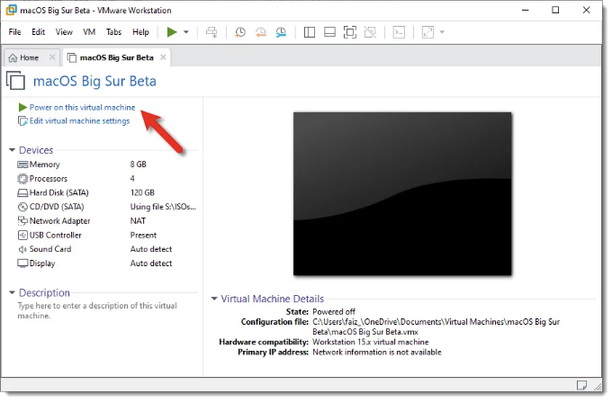 macOS Big Sur Beta - VMware Workstation
File Edit View VM Tabs Help
Home macOS Big Sur Beta
macOS Big Sur Beta
Power on this virtual machine
Edit virtual machine settings
Devices
Memory 8 GB
Processors 4
Hard Disk (SATA) 120 GB
CD/DVD (SATA) Using file S:\ISOs...
Network Adapter NAT
USB Controller Present
Sound Card Auto detect
Display Auto detect
Description
Type here to enter a description of this virtual
machine.
Virtual Machine Details
State: Powered off
Configuration file: C:\Users\faiz_\OneDrive\Documents\Virtual Machines\macOS Big Sur
Beta\macOS Big Sur Beta.vmx
Hardware compatibility: Workstation 15.x virtual machine
Primary IP address: Network information is not available